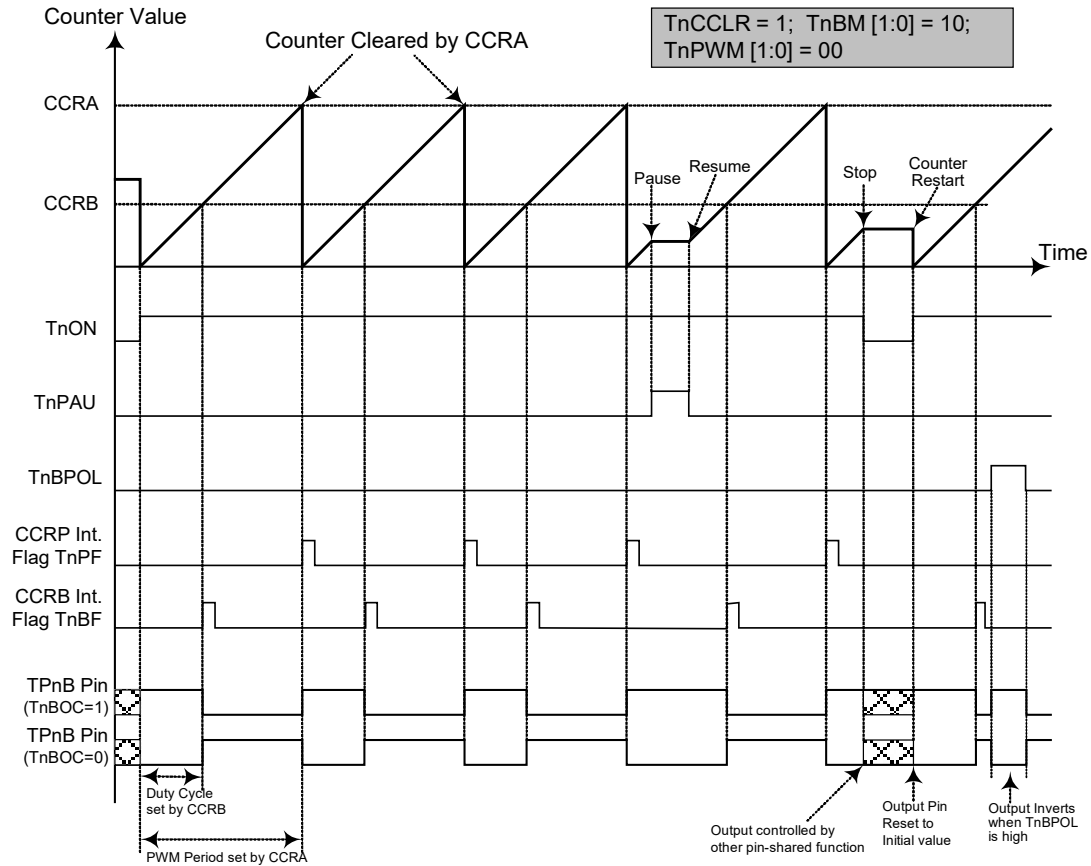 Counter Value
TnCCLR = 1; TnBM [1:0] = 10;
TnPWM [1:0] = 00
Counter Cleared by CCRA
CCRA
Pause
Resume
Stop
Counter
Restart
CCRB
Time
TnON
TnPAU
TnBPOL
CCRP Int.
Flag TnPF
CCRB Int.
Flag TnBF
TPnB Pin
(TnBOC=1)
TPnB Pin
(TnBOC=0)
Duty Cycle
set by CCRB
PWM Period set by CCRA
Output controlled by
other pin-shared function
Output Pin
Reset to
Initial value
Output Inverts
when TnBPOL
is high